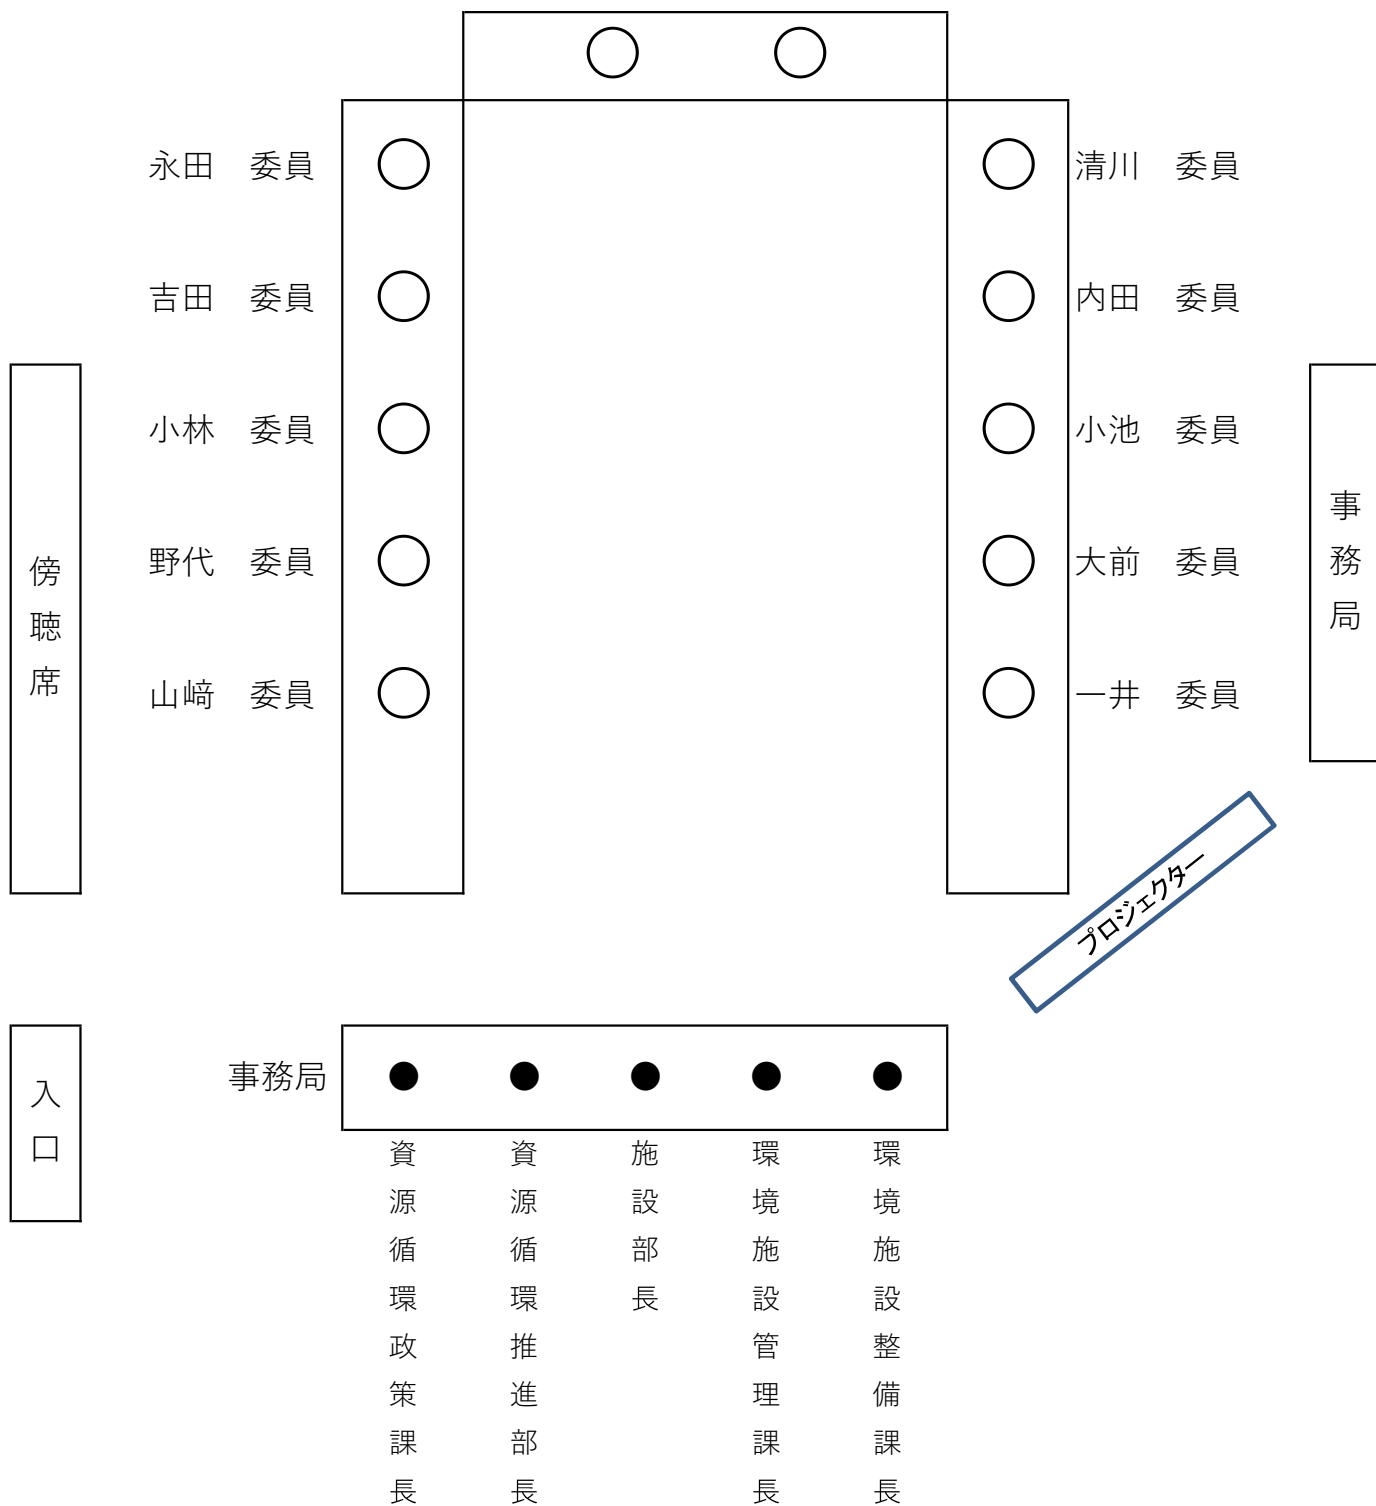 永田　委員
清川　委員
吉田　委員
内田　委員
小林　委員
小池　委員
野代　委員
大前　委員
山﨑　委員
一井　委員
傍聴席
事務局
プロジェクター
入口
事務局
資源循環政策課長
資源循環推進部長
施設部長
環境施設管理課長
環境施設整備課長